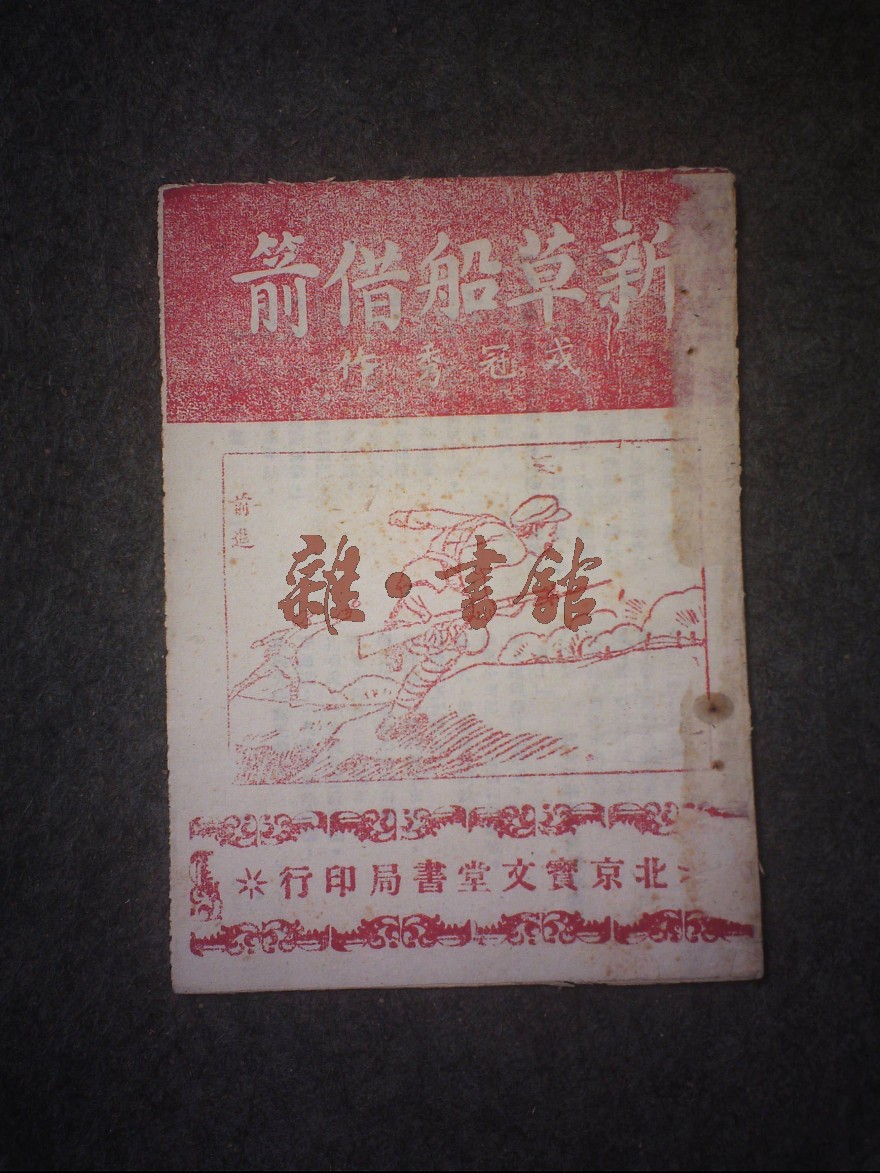 新草船借箭
戎冠秀作
前進
雜·書館
北京寳文堂書局印行